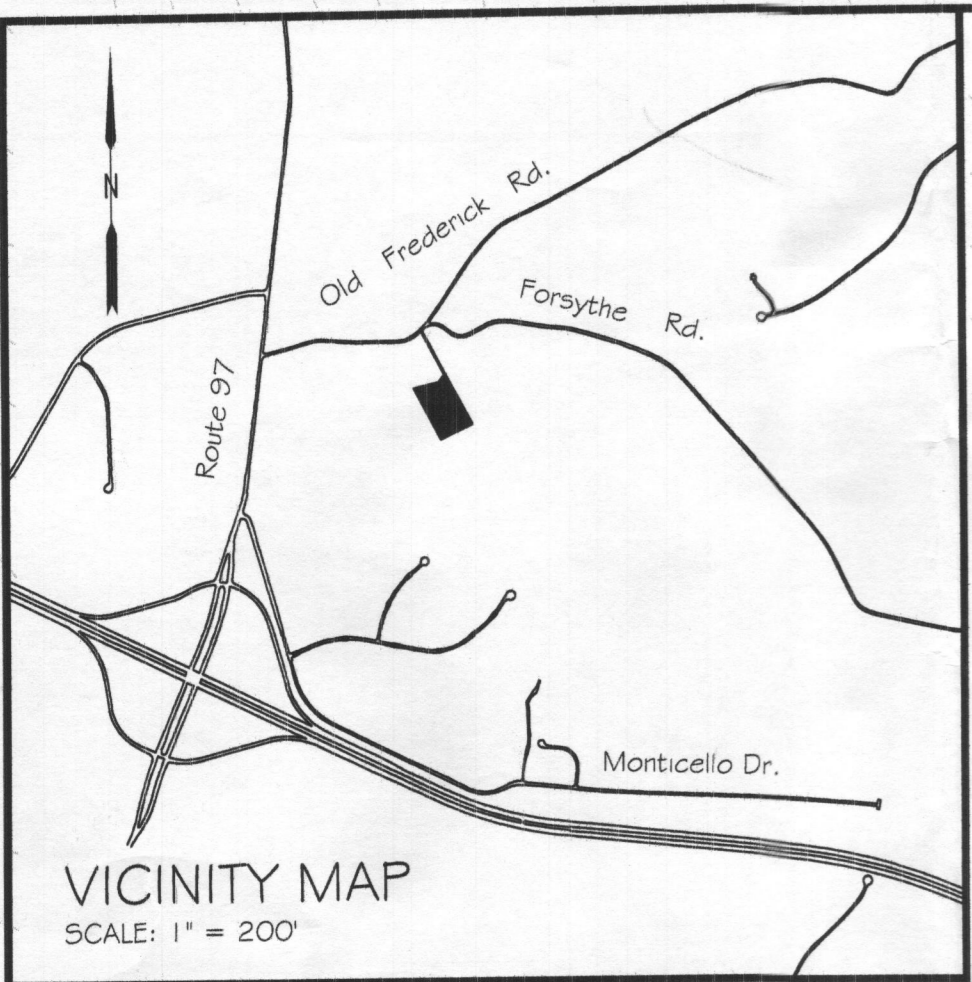 N
Old Frederick Rd.
Forsythe Rd.
Route 97
Monticello Dr.
VICINITY MAP
SCALE: 1" = 200'